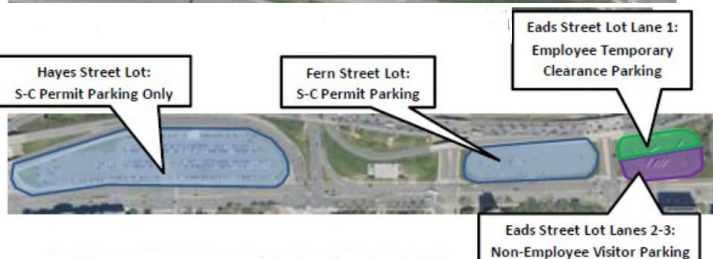 Eads Street Lot Lane 1:
Employee Temporary
Clearance Parking
Hayes Street Lot:
S-C Permit Parking Only
Fern Street Lot:
S-C Permit Parking
Eads Street Lot Lanes 2-3:
Non-Employee Visitor Parking